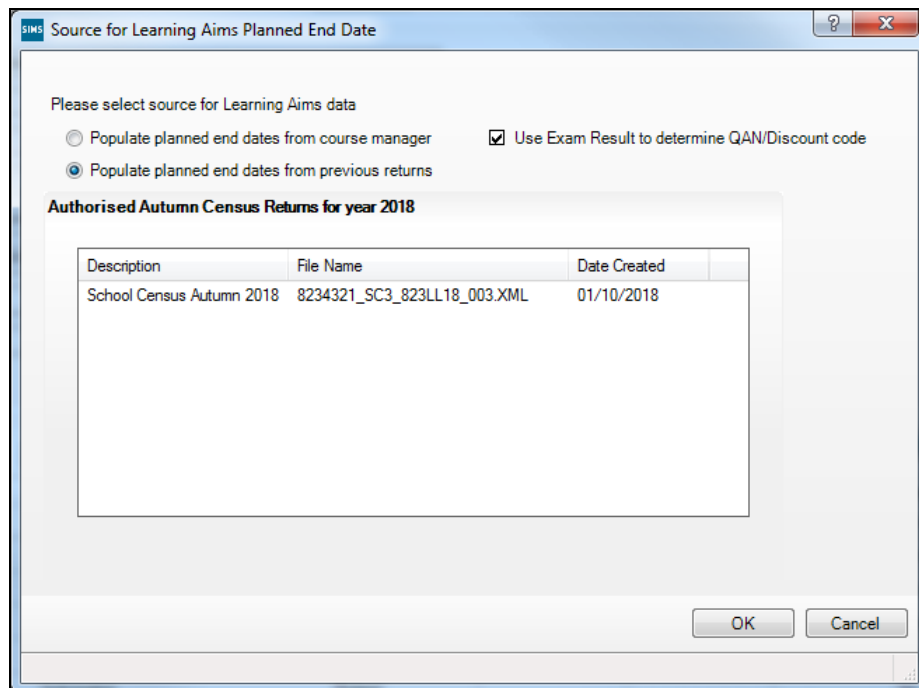 SIMS Source for Learning Aims Planned End Date ? X
Please select source for Learning Aims data
Populate planned end dates from course manager
Use Exam Result to determine QAN/Discount code
Populate planned end dates from previous returns
Authorised Autumn Census Returns for year 2018
Description File Name Date Created
School Census Autumn 2018 8234321_SC3_823LL18_003.XML 01/10/2018
OK Cancel